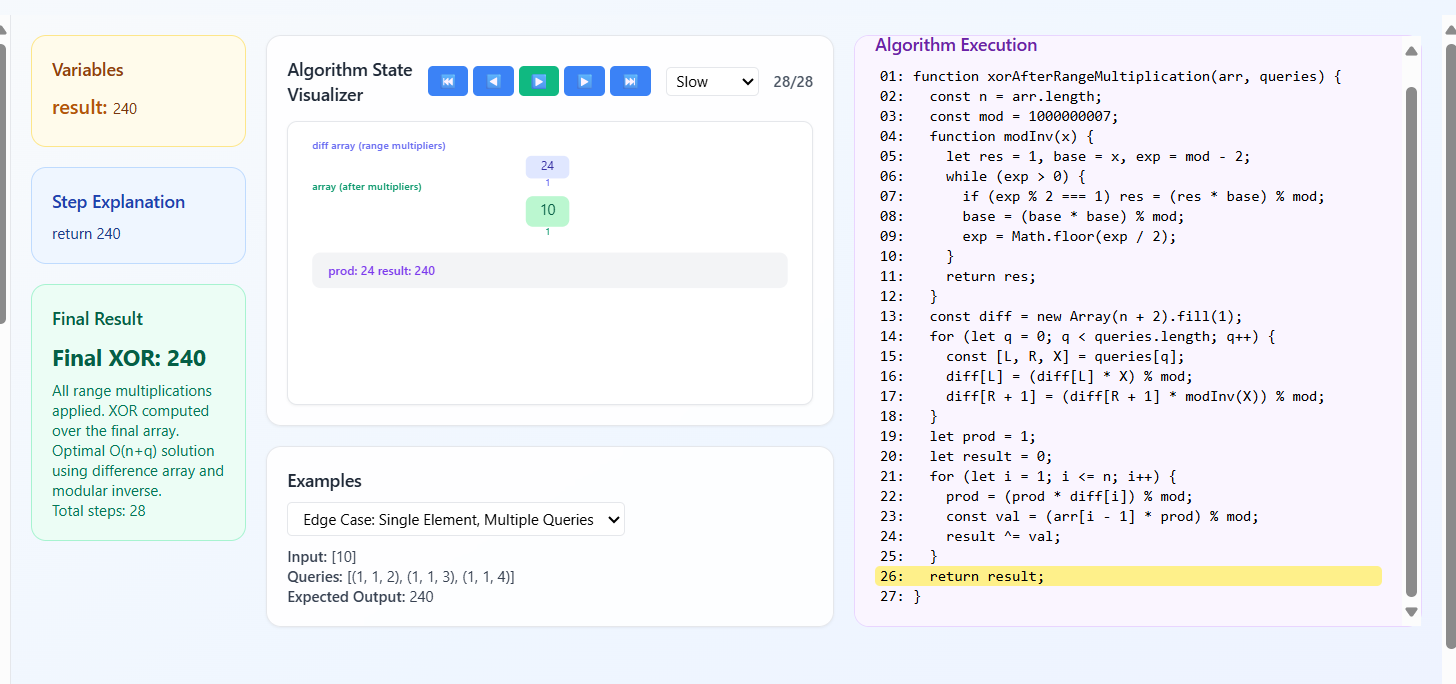 Variables
result: 240
Step Explanation
return 240
Final Result
Final XOR: 240
All range multiplications
applied. XOR computed
over the final array.
Optimal O(n+q) solution
using difference array and
modular inverse.
Total steps: 28
Algorithm State
Visualizer
Slow
28/28
diff array (range multipliers)
24
1
array (after multipliers)
10
1
prod: 24 result: 240
Examples
Edge Case: Single Element, Multiple Queries
Input: [10]
Queries: [(1, 1, 2), (1, 1, 3), (1, 1, 4)]
Expected Output: 240
Algorithm Execution
01: function xorAfterRangeMultiplication(arr, queries) {
02:   const n = arr.length;
03:   const mod = 1000000007;
04:   function modInv(x) {
05:     let res = 1, base = x, exp = mod - 2;
06:     while (exp > 0) {
07:       if (exp % 2 === 1) res = (res * base) % mod;
08:       base = (base * base) % mod;
09:       exp = Math.floor(exp / 2);
10:     }
11:     return res;
12:   }
13:   const diff = new Array(n + 2).fill(1);
14:   for (let q = 0; q < queries.length; q++) {
15:     const [L, R, X] = queries[q];
16:     diff[L] = (diff[L] * X) % mod;
17:     diff[R + 1] = (diff[R + 1] * modInv(X)) % mod;
18:   }
19:   let prod = 1;
20:   let result = 0;
21:   for (let i = 1; i <= n; i++) {
22:     prod = (prod * diff[i]) % mod;
23:     const val = (arr[i - 1] * prod) % mod;
24:     result ^= val;
25:   }
26:   return result;
27: }